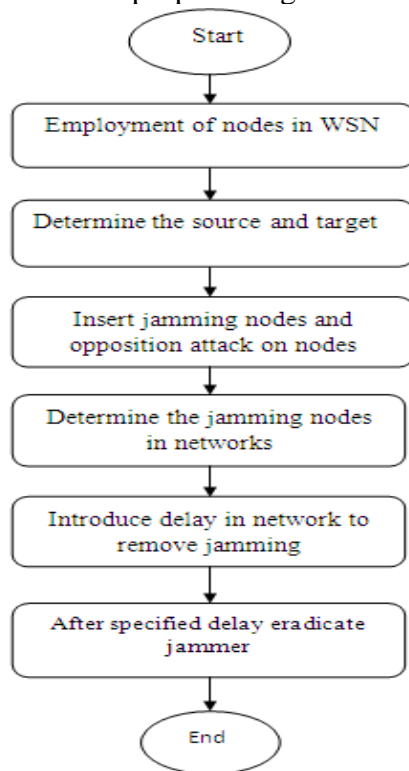 Start
Employment of nodes in WSN
Determine the source and target
Insert jamming nodes and
opposition attack on nodes
Determine the jamming nodes
in networks
Introduce delay in network to
remove jamming
After specified delay eradicate
jammer
End